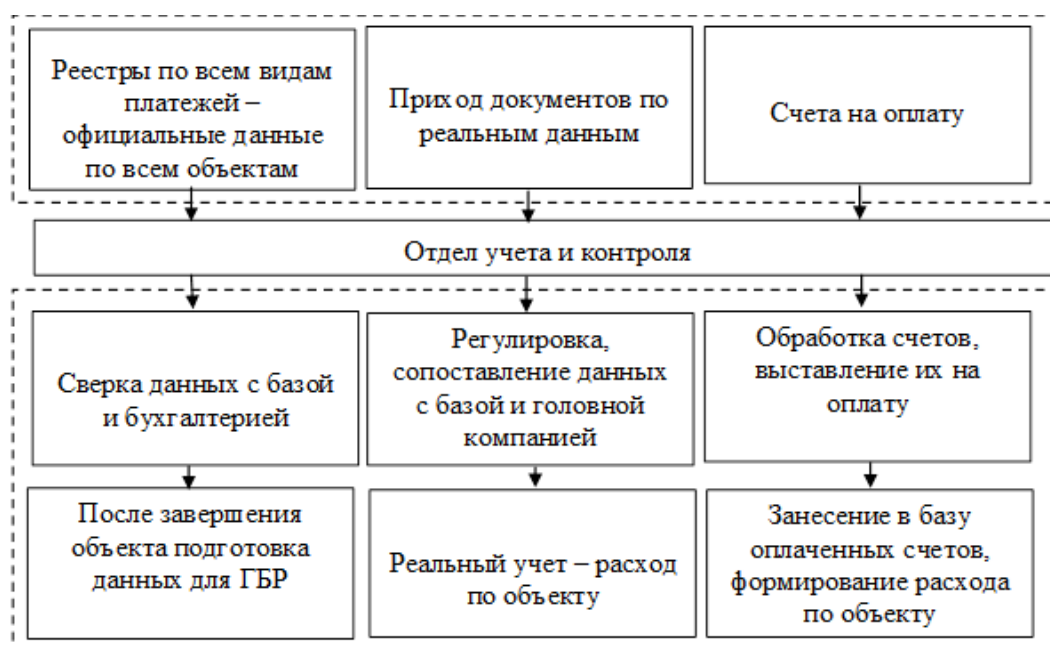 Реестры по всем видам
платежей –
официальные данные
по всем объектам
Приход документов по
реальным данным
Счета на оплату
Отдел учета и контроля
Сверка данных с базой
и бухгалтерией
Регулировка,
сопоставление данных
с базой и головной
компанией
Обработка счетов,
выставление их на
оплату
После завершения
объекта подготовка
данных для ГБР
Реальный учет – расход
по объекту
Занесение в базу
оплаченных счетов,
формирование расхода
по объекту